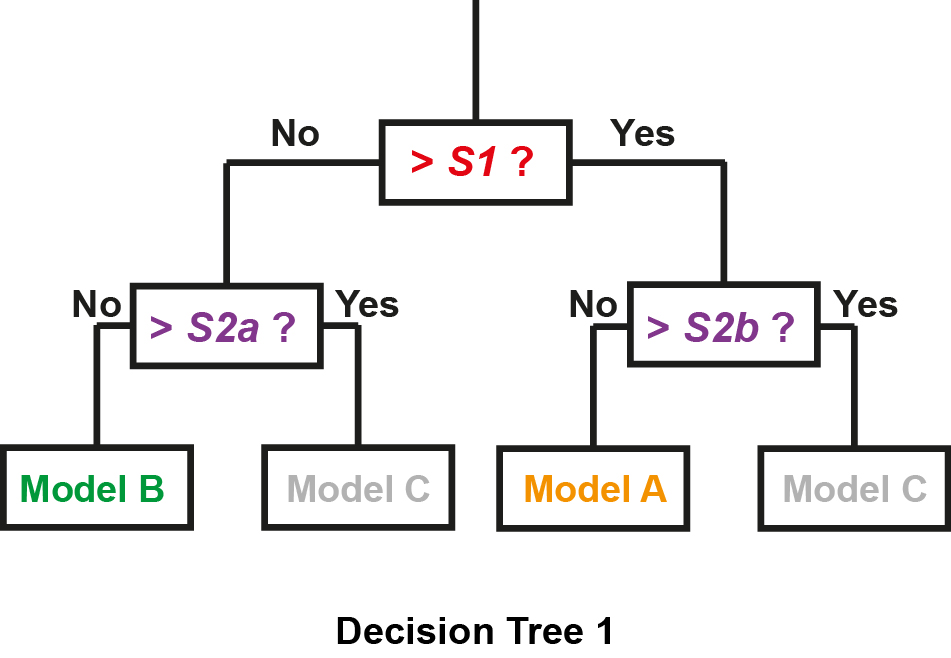 No
Yes
> S1 ?
No
Yes
No
Yes
> S2a ?
> S2b ?
Model B
Model C
Model A
Model C
Decision Tree 1